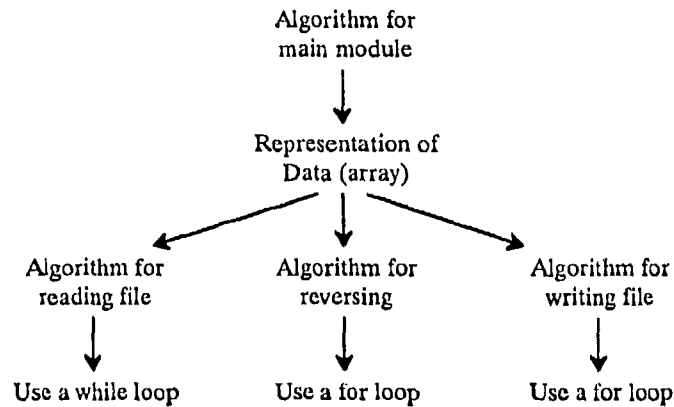 Algorithm for
main module
Representation of
Data (array)
Algorithm for
reading file
Algorithm for
reversing
Algorithm for
writing file
Use a while loop
Use a for loop
Use a for loop